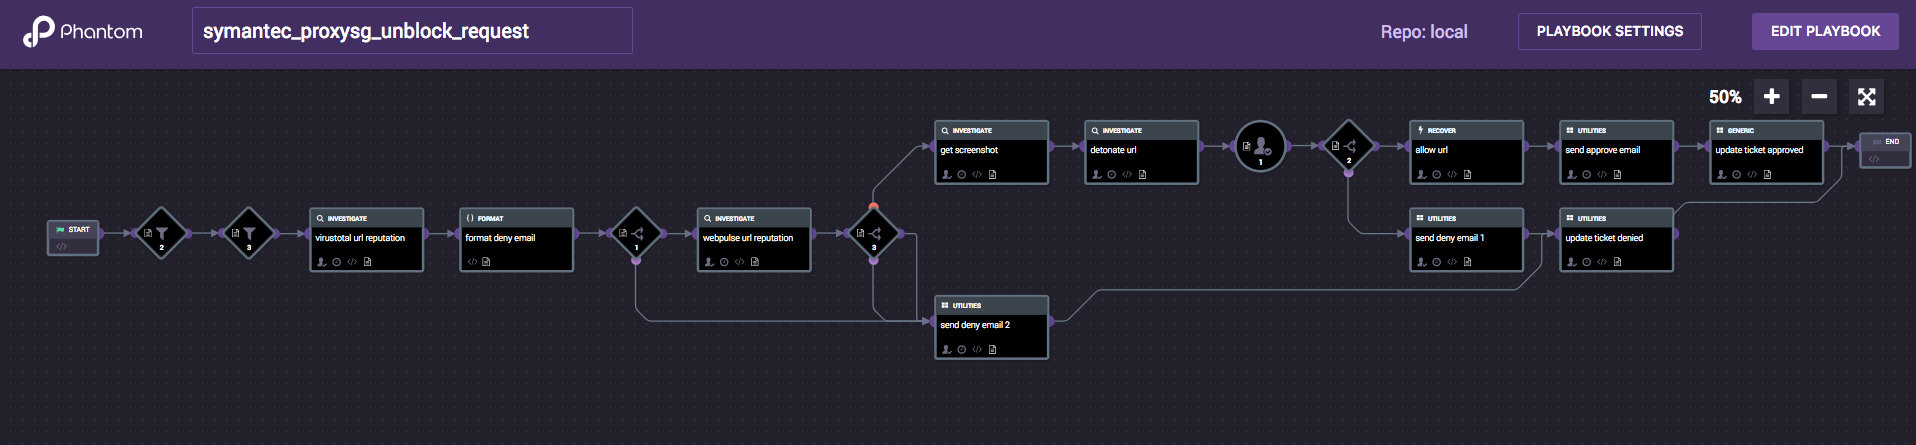 Phantom
symantec_proxysg_unblock_request
Repo: local
PLAYBOOK SETTINGS
EDIT PLAYBOOK
50%
START
2
3
INVESTIGATE
virustotal url reputation
FORMAT
format deny email
1
INVESTIGATE
webpulse url reputation
3
INVESTIGATE
get screenshot
INVESTIGATE
detonate url
1
2
RECOVER
allow url
UTILITIES
send approve email
GENERIC
update ticket approved
END
UTILITIES
send deny email 1
UTILITIES
update ticket denied
UTILITIES
send deny email 2